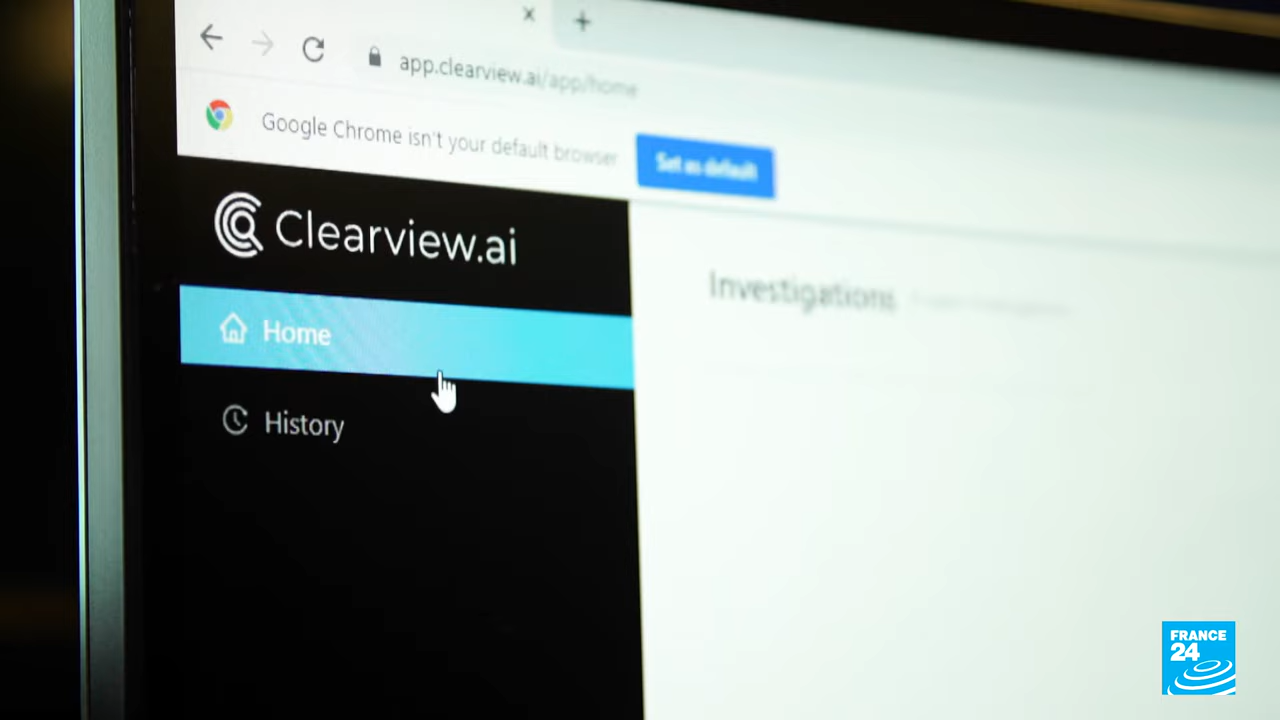 app.clearview.ai/app/home
Google Chrome isn't your default browser
Set as default
Clearview.ai
Investigations
Home
History
FRANCE
24